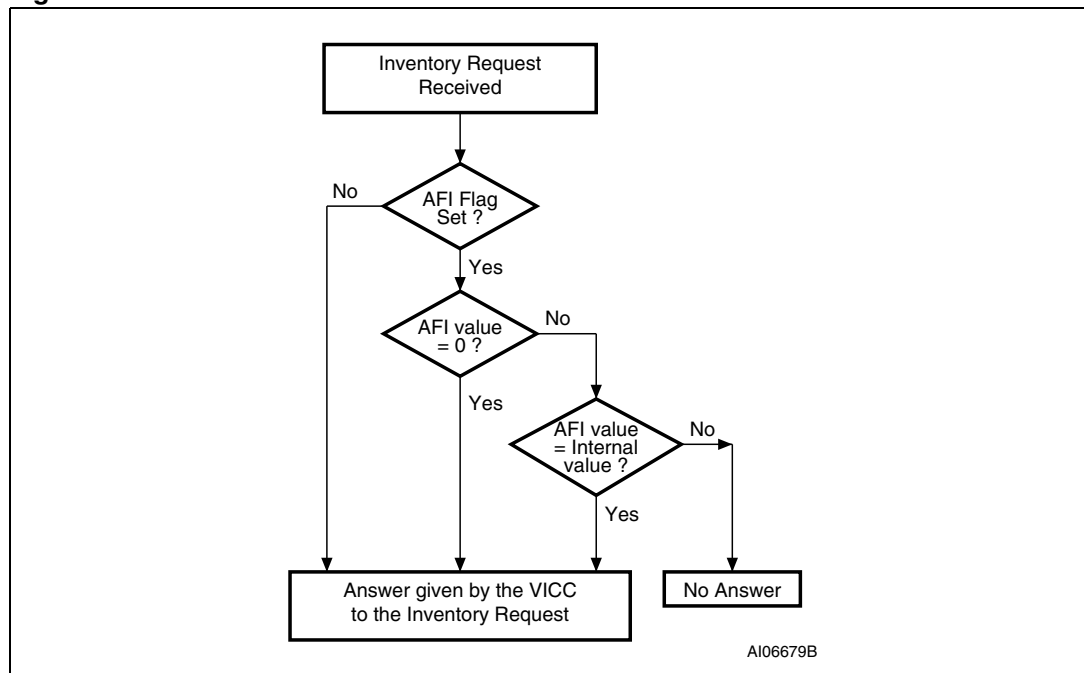 Inventory Request
Received
No
AFI Flag
Set ?
Yes
AFI value
= 0 ?
No
Yes
AFI value
= Internal
value ?
No
Yes
Answer given by the VICC
to the Inventory Request
No Answer
AI06679B